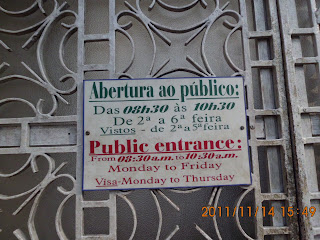 Abertura ao público:
Das 08h30 às 10h30
De 2ª a 6ª feira
Vistos - de 2ª a 5ª feira
Public entrance:
From 08:30 a.m. to 10:30 a.m.
Monday to Friday
Visa-Monday to Thursday
2011/11/14 15:49